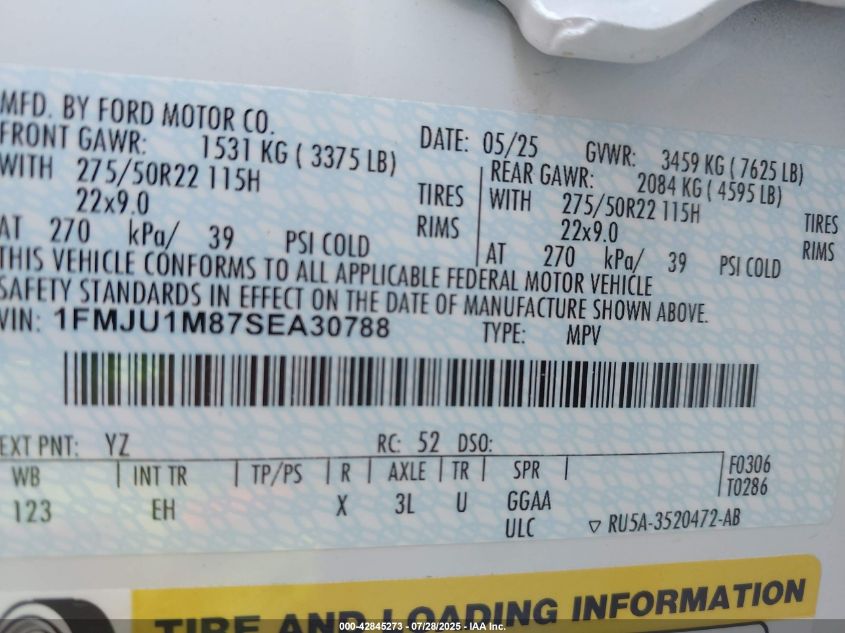 MFD. BY FORD MOTOR CO.
DATE: 05/25 GVWR: 3459 KG ( 7625 LB)
FRONT GAWR: 1531 KG ( 3375 LB)
REAR GAWR: 2084 KG ( 4595 LB)
WITH 275/50R22 115H TIRES
WITH 275/50R22 115H TIRES
22x9.0 RIMS
22x9.0 RIMS
AT 270 kPa/ 39 PSI COLD
AT 270 kPa/ 39 PSI COLD
THIS VEHICLE CONFORMS TO ALL APPLICABLE FEDERAL MOTOR VEHICLE
SAFETY STANDARDS IN EFFECT ON THE DATE OF MANUFACTURE SHOWN ABOVE.
VIN: 1FMJU1M87SEA30788 TYPE: MPV
EXT PNT: YZ RC: 52 DSO:
WB | INT TR | TP/PS | R | AXLE | TR | SPR | F0306
T0286
123 EH X 3L U GGAA
ULC ▽ RU5A-3520472-AB
TIRE AND LOADING INFORMATION
000-42845273 - 07/28/2025 - IAA Inc.